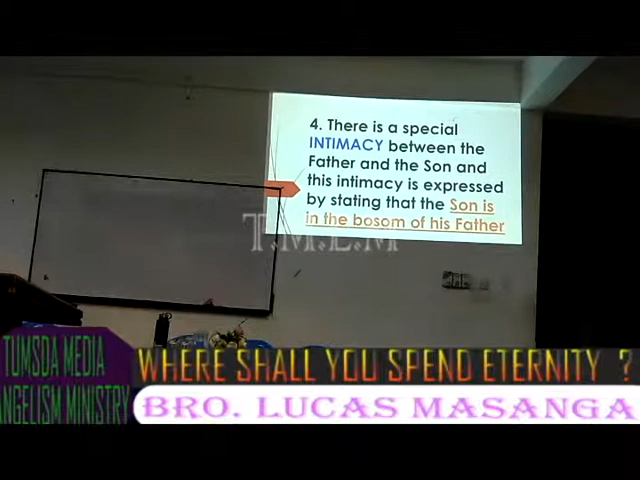 4. There is a special
INTIMACY between the
Father and the Son and
this intimacy is expressed
by stating that the Son is
in the bosom of his Father
T.M.E.M
TUMSDA MEDIA
ANGELISM MINISTRY
WHERE SHALL YOU SPEND ETERNITY ?
BRO. LUCAS MASANGA